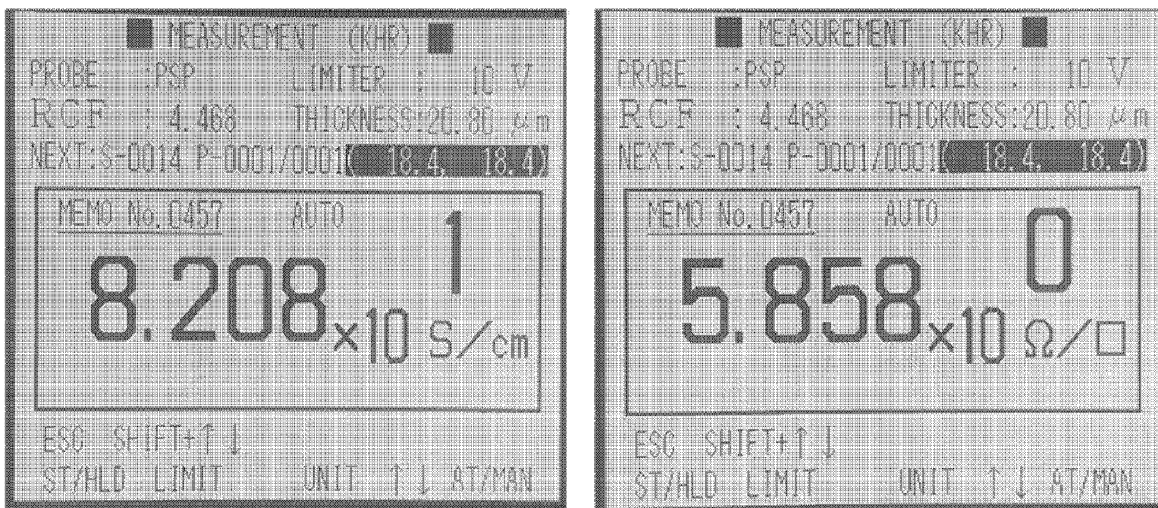 ■ MEASUREMENT (KHR) ■
PROBE :PSP LIMITER : 10 V
RCF : 4.468 THICKNESS:20.80 μm
NEXT:S-0014 P-0001/0001( 18.4, 18.4)
MEMO No.0457 AUTO
8.208×10 1 S/cm
ESC SHIFT+↑↓
ST/HLD LIMIT UNIT ↑↓ AT/MAN
■ MEASUREMENT (KHR) ■
PROBE :PSP LIMITER : 10 V
RCF : 4.468 THICKNESS:20.80 μm
NEXT:S-0014 P-0001/0001( 18.4, 18.4)
MEMO No.0457 AUTO
5.858×10 0 Ω/□
ESC SHIFT+↑↓
ST/HLD LIMIT UNIT ↑↓ AT/MAN